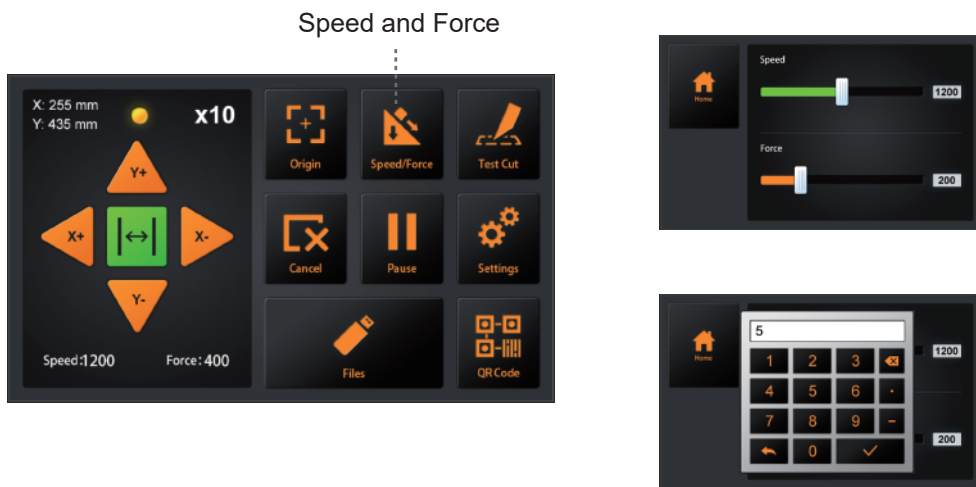 Speed and Force
X: 255 mm
Y: 435 mm
x10
Y+
X+
X-
Y-
Speed:1200
Force: 400
Origin
Speed/Force
Test Cut
Cancel
Pause
Settings
Files
QR Code
Home
Speed
1200
Force
200
Home
5
1 2 3
4 5 6 ·
7 8 9 -
0
1200
200